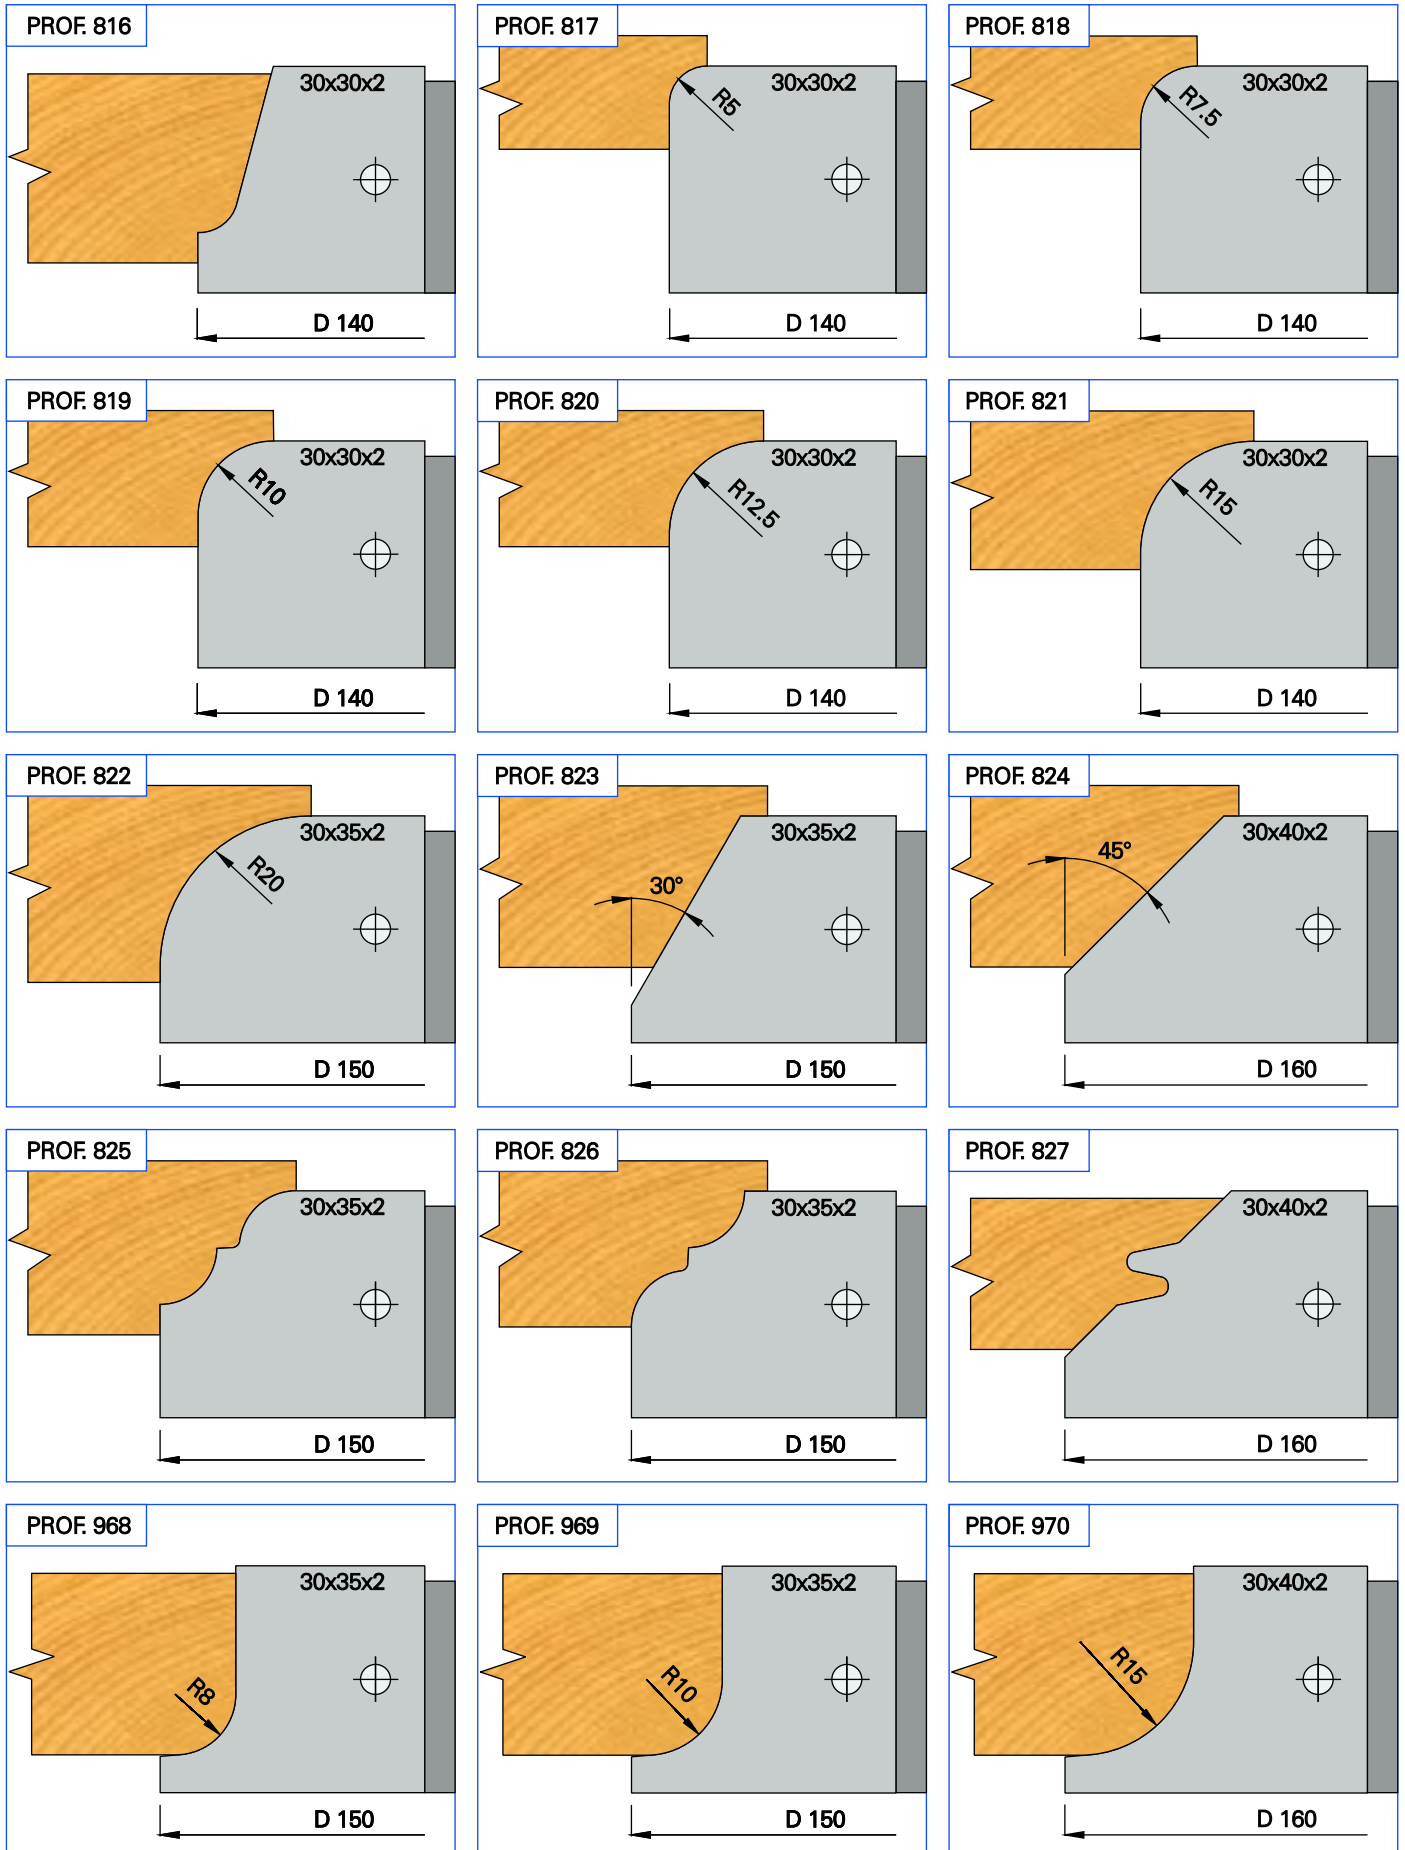 PROF. 816
30x30x2
D 140
PROF. 817
30x30x2
R5
D 140
PROF. 818
30x30x2
R7.5
D 140
PROF. 819
30x30x2
R10
D 140
PROF. 820
30x30x2
R12.5
D 140
PROF. 821
30x30x2
R15
D 140
PROF. 822
30x35x2
R20
D 150
PROF. 823
30x35x2
30°
D 150
PROF. 824
30x40x2
45°
D 160
PROF. 825
30x35x2
D 150
PROF. 826
30x35x2
D 150
PROF. 827
30x40x2
D 160
PROF. 968
30x35x2
R8
D 150
PROF. 969
30x35x2
R10
D 150
PROF. 970
30x40x2
R15
D 160